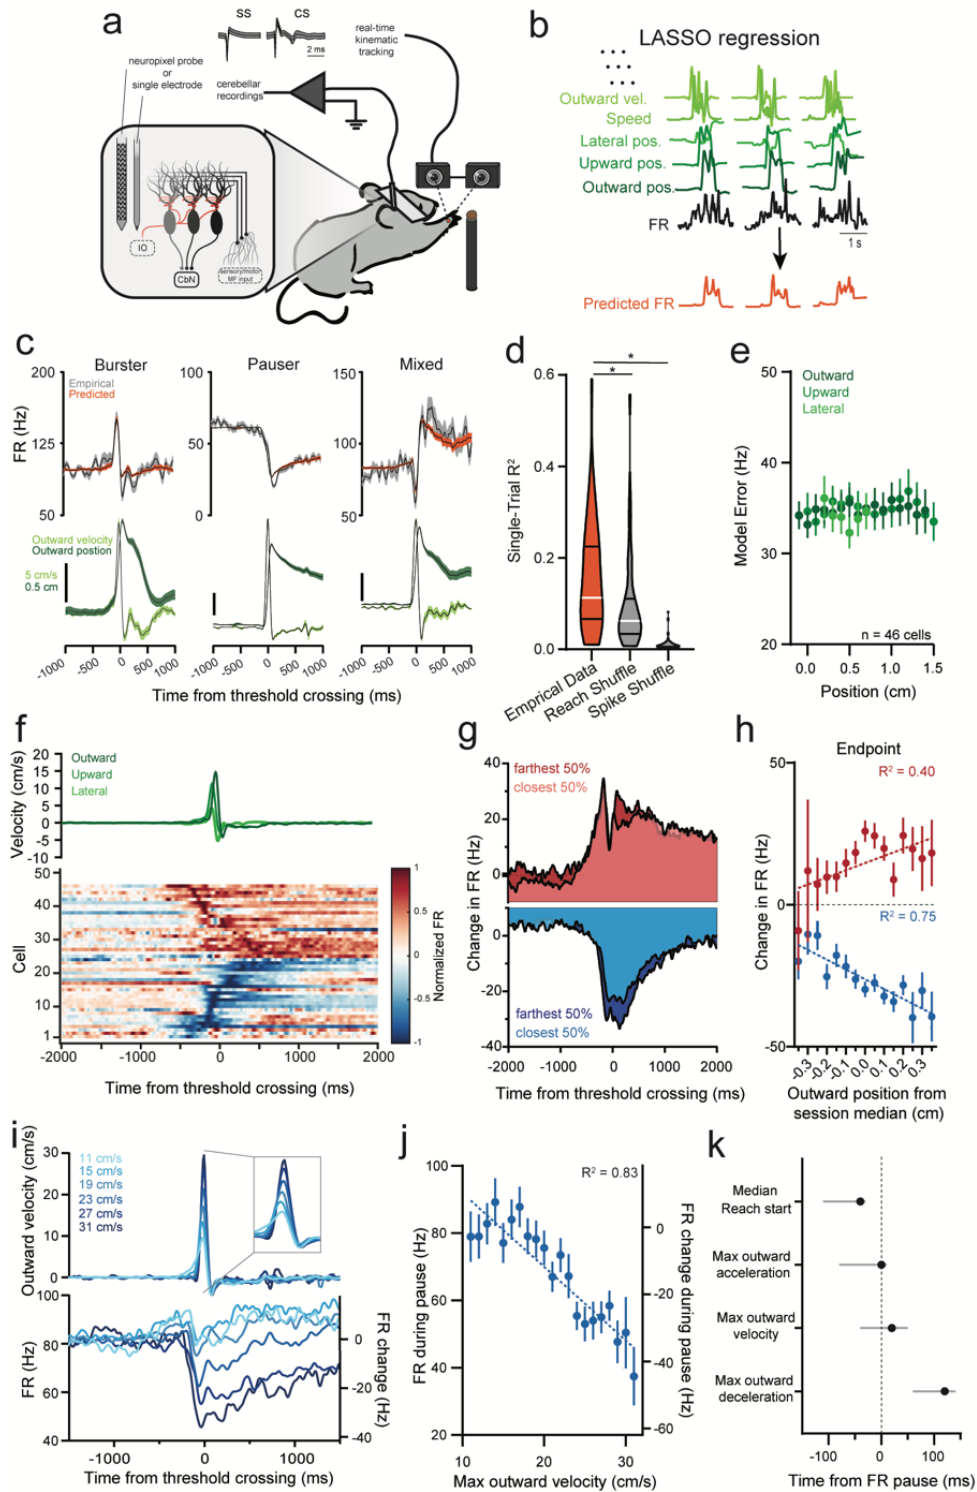 a
SS
CS
2 ms
real-time
kinematic
tracking
neuropixel probe
or
single electrode
cerebellar
recordings
IO
CbN
sensory/motor
MF input
b
LASSO regression
Outward vel.
Speed
Lateral pos.
Upward pos.
Outward pos.
FR
1 s
Predicted FR
c
Burster
Pauser
Mixed
200
125
50
FR (Hz)
Empirical
Predicted
100
50
0
150
100
50
Outward velocity
Outward postion
5 cm/s
0.5 cm
-1000
-500
0
500
1000
-1000
-500
0
500
1000
-1000
-500
0
500
1000
Time from threshold crossing (ms)
d
*
*
0.6
0.4
0.2
0.0
Single-Trial R²
Emprical Data
Reach Shuffle
Spike Shuffle
e
50
40
30
20
Model Error (Hz)
Outward
Upward
Lateral
n = 46 cells
0.0
0.5
1.0
1.5
Position (cm)
f
20
15
10
5
0
-5
-10
Velocity (cm/s)
Outward
Upward
Lateral
50
40
30
20
10
1
Cell
1
0.5
0
-0.5
-1
Normalized FR
-2000
-1000
0
1000
2000
Time from threshold crossing (ms)
g
40
20
0
0
-20
-40
Change in FR (Hz)
farthest 50%
closest 50%
farthest 50%
closest 50%
-2000
-1000
0
1000
2000
Time from threshold crossing (ms)
h
Endpoint
R² = 0.40
R² = 0.75
50
0
-50
Change in FR (Hz)
-0.3
-0.2
-0.1
0.0
0.1
0.2
0.3
Outward position from
session median (cm)
i
30
20
10
0
Outward velocity (cm/s)
11 cm/s
15 cm/s
19 cm/s
23 cm/s
27 cm/s
31 cm/s
100
80
60
40
FR (Hz)
0
-20
-40
FR change
(Hz)
-1000
0
1000
Time from threshold crossing (ms)
j
R² = 0.83
100
80
60
40
20
FR during pause
(Hz)
0
-20
-40
-60
FR change during pause
(Hz)
10
20
30
Max outward velocity (cm/s)
k
Median
Reach start
Max outward
acceleration
Max outward
velocity
Max outward
deceleration
-100
0
100
Time from FR pause (ms)